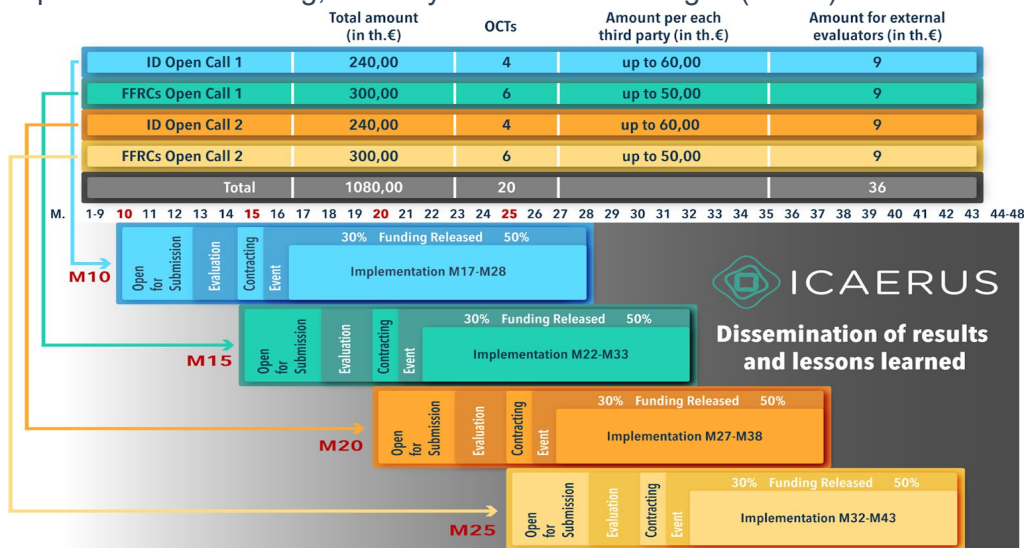 Total amount (in th.€) OCTs Amount per each third party (in th.€) Amount for external evaluators (in th.€)
ID Open Call 1 240,00 4 up to 60,00 9
FFRCs Open Call 1 300,00 6 up to 50,00 9
ID Open Call 2 240,00 4 up to 60,00 9
FFRCs Open Call 2 300,00 6 up to 50,00 9
Total 1080,00 20 36
M. 1-9 10 11 12 13 14 15 16 17 18 19 20 21 22 23 24 25 26 27 28 29 30 31 32 33 34 35 36 37 38 39 40 41 42 43 44-48
M10
Open for Submission
Evaluation
Contracting
Event
30% Funding Released 50%
Implementation M17-M28
ICAERUS
Dissemination of results
and lessons learned
M15
Open for Submission
Evaluation
Contracting
Event
30% Funding Released 50%
Implementation M22-M33
M20
Open for Submission
Evaluation
Contracting
Event
30% Funding Released 50%
Implementation M27-M38
M25
Open for Submission
Evaluation
Contracting
Event
30% Funding Released 50%
Implementation M32-M43